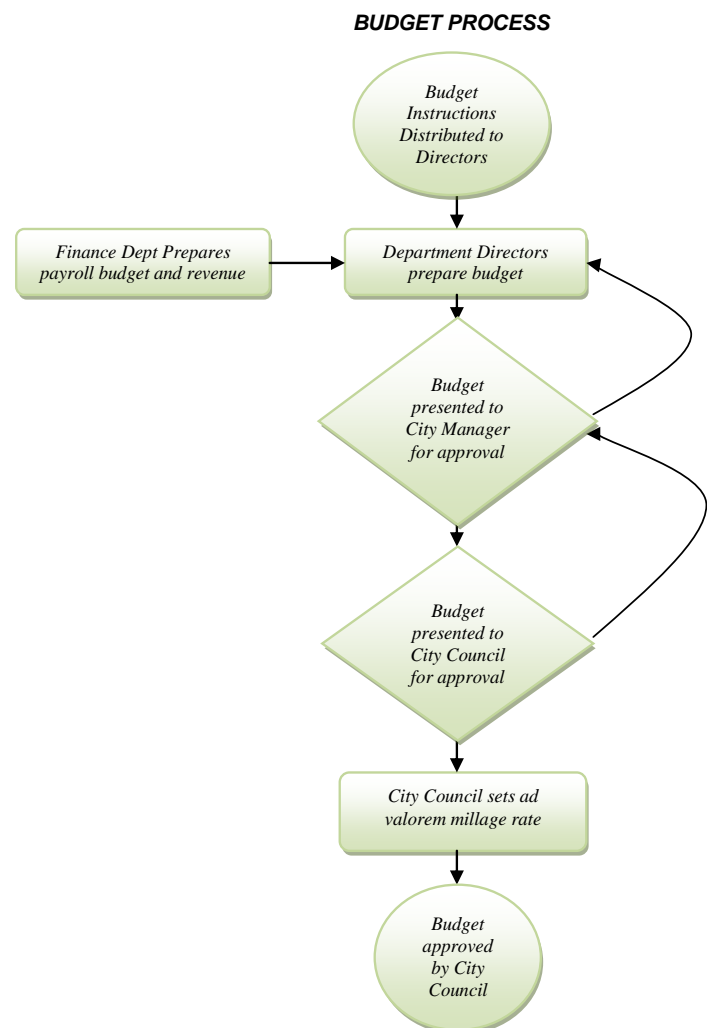 BUDGET PROCESS
Budget
Instructions
Distributed to
Directors
Finance Dept Prepares
payroll budget and revenue
Department Directors
prepare budget
Budget
presented to
City Manager
for approval
Budget
presented to
City Council
for approval
City Council sets ad
valorem millage rate
Budget
approved
by City
Council